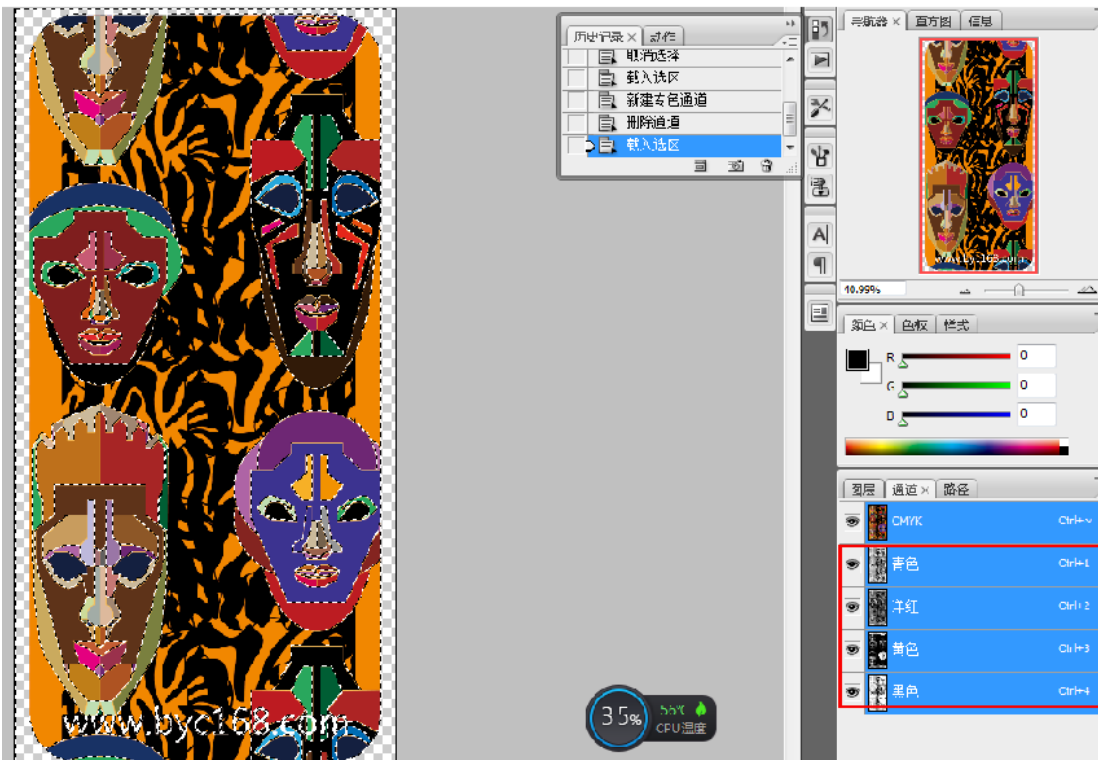 历史记录 × 动作
取消选择
载入选区
新建专色通道
删除通道
载入选区
导航器 × 直方图 信息
www.byc168.com
40.99%
颜色 × 色板 样式
R 0
G 0
B 0
图层 通道 × 路径
CMYK Ctrl+~
青色 Ctrl+1
洋红 Ctrl+2
黄色 Ctrl+3
黑色 Ctrl+4
35%
CPU温度
www.byc168.com